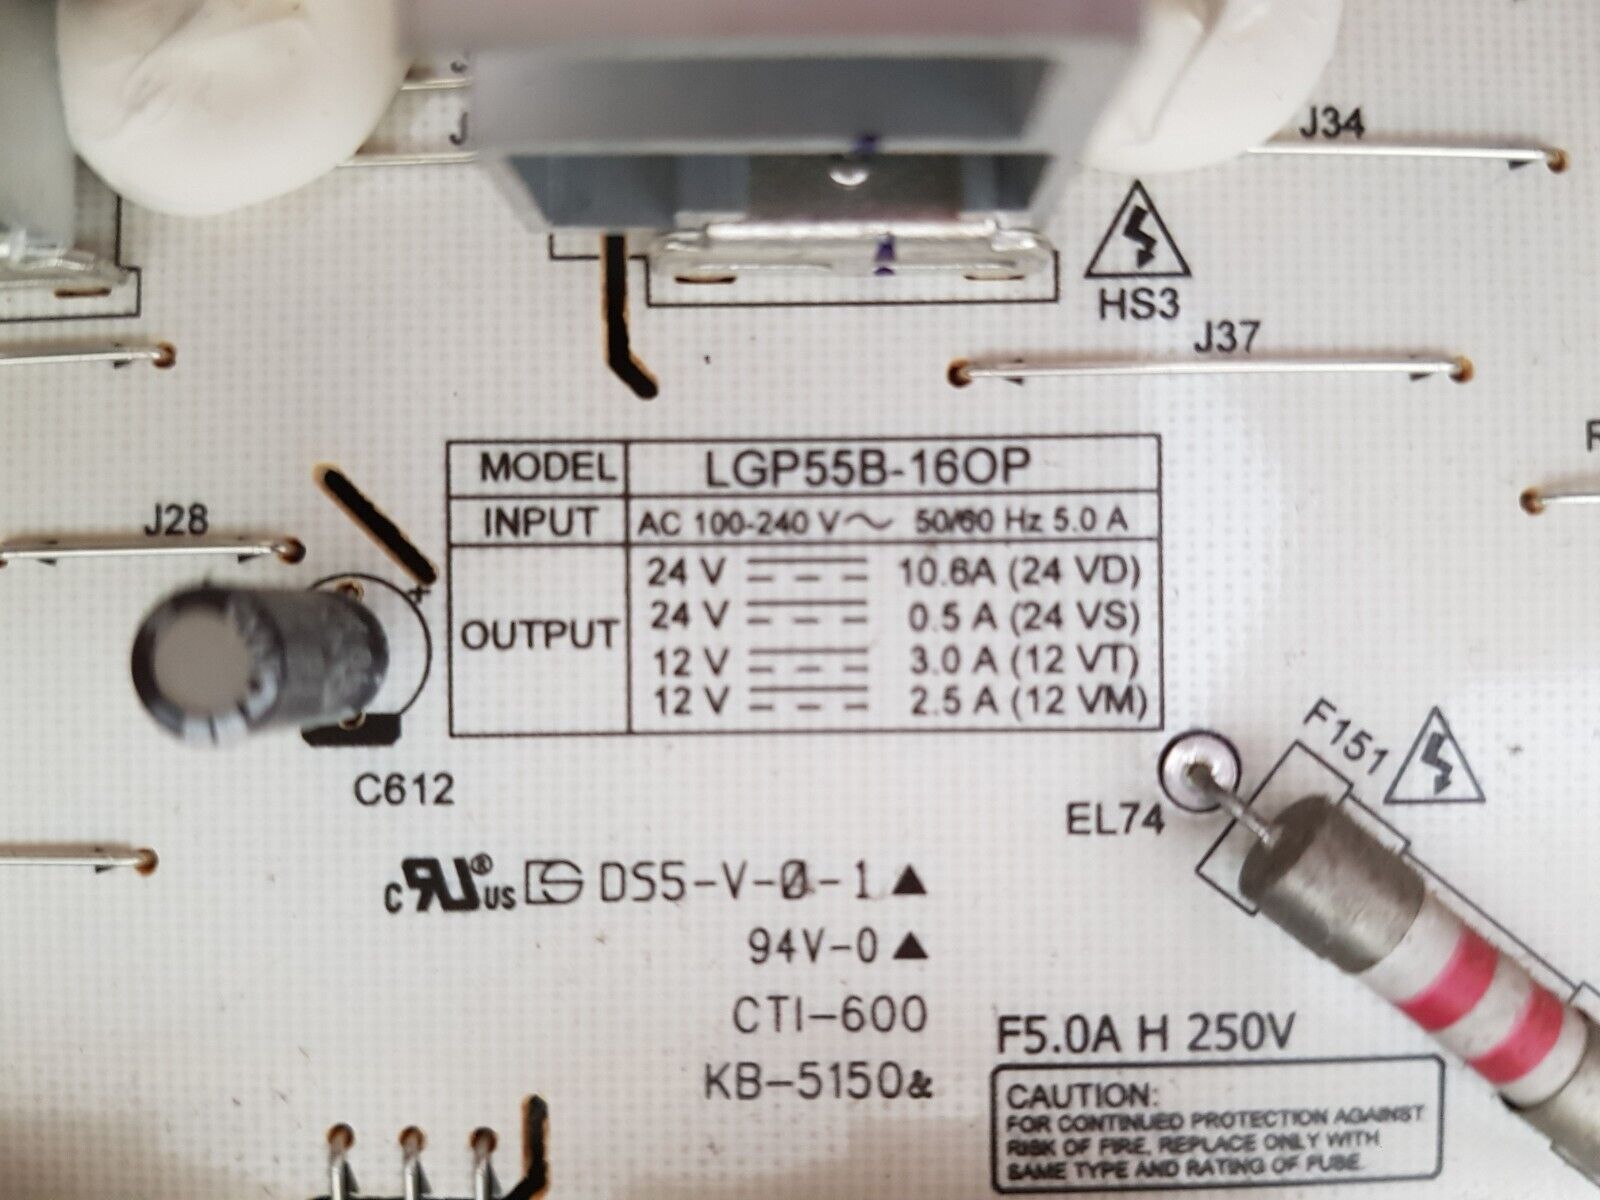 J34
HS3
J37
MODEL LGP55B-16OP
INPUT AC 100-240 V～ 50/60 Hz 5.0 A
J28
OUTPUT
24 V 10.6A (24 VD)
24 V 0.5 A (24 VS)
12 V 3.0 A (12 VT)
12 V 2.5 A (12 VM)
+
C612
F151
EL74
c RU ® us DS5-V-0-1▲
94V-0▲
CTI-600
KB-5150&
F5.0A H 250V
CAUTION:
FOR CONTINUED PROTECTION AGAINST
RISK OF FIRE, REPLACE ONLY WITH
SAME TYPE AND RATING OF FUSE.